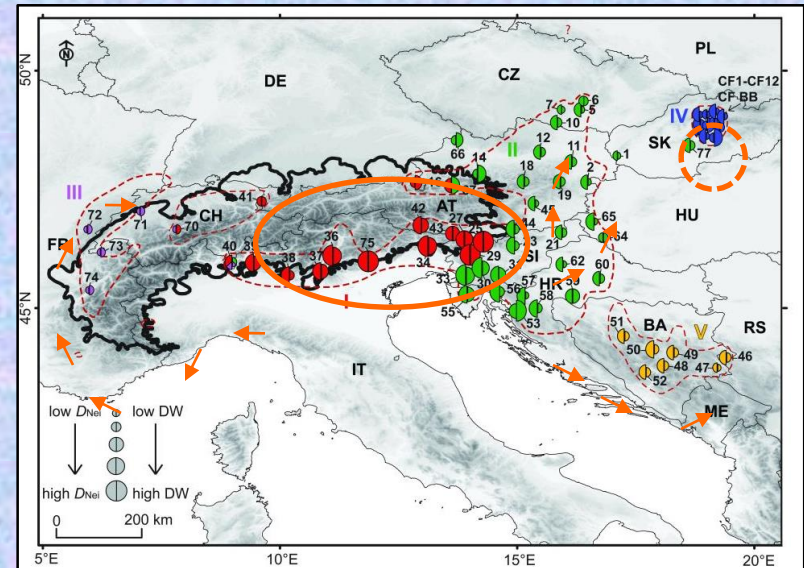 ?
PL
CF1-CF12
CF BB
50°N
DE
CZ
N
7
6
5
10
IV
SK
77
1
66
12
11
II
14
18
2
19
III
41
AT
45
HU
72
71
70
CH
42
27
44
65
73
FR
43
25
21
64
40
39
38
36
75
34
29
SI
62
60
74
37
33
30
HR
56
57
59
I
58
55
53
45°N
BA
V
RS
51
50
49
46
48
47
52
IT
ME
low DNei
low DW
high DNei
high DW
0
200 km
5°E
10°E
15°E
20°E